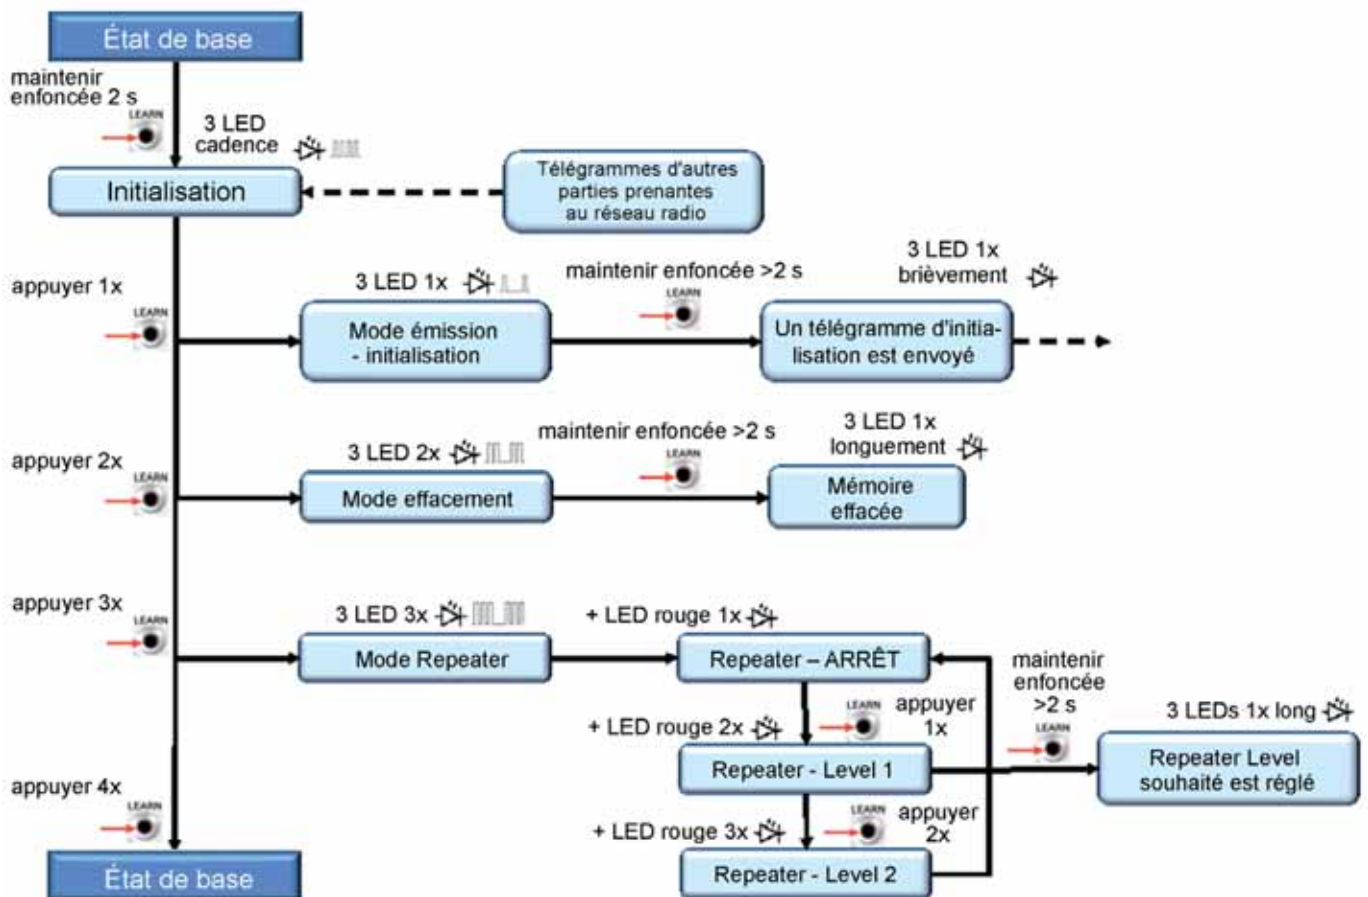 État de base
maintenir
enfoncée 2 s
LEARN
3 LED
cadence
Initialisation
Télégrammes d'autres
parties prenantes
au réseau radio
appuyer 1x
LEARN
3 LED 1x
Mode émission
- initialisation
maintenir enfoncée >2 s
LEARN
3 LED 1x
brièvement
Un télégramme d'initia-
lisation est envoyé
appuyer 2x
LEARN
3 LED 2x
Mode effacement
maintenir enfoncée >2 s
LEARN
3 LED 1x
longuement
Mémoire
effacée
appuyer 3x
LEARN
3 LED 3x
Mode Repeater
+ LED rouge 1x
Repeater – ARRÊT
LEARN
appuyer
1x
+ LED rouge 2x
Repeater - Level 1
maintenir
enfoncée
>2 s
LEARN
3 LEDs 1x long
Repeater Level
souhaité est réglé
LEARN
appuyer
2x
+ LED rouge 3x
Repeater - Level 2
appuyer 4x
LEARN
État de base